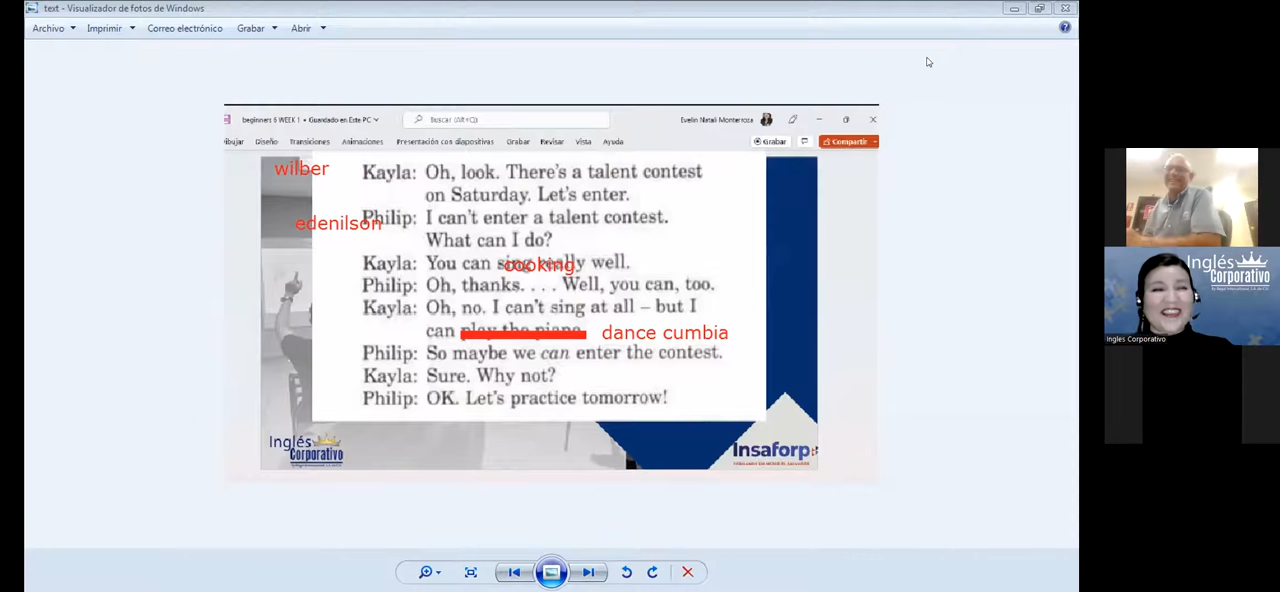 text - Visualizador de fotos de Windows
Archivo Imprimir Correo electrónico Grabar Abrir
beginners 6 WEEK 1 • Guardado en Este PC
Buscar (Alt+Q)
Evelin Natali Monterrosa
Dibujar Diseño Transiciones Animaciones Presentación con diapositivas Grabar Revisar Vista Ayuda
Grabar Compartir
wilber
Kayla: Oh, look. There's a talent contest
on Saturday. Let's enter.
edenilson
Philip: I can't enter a talent contest.
What can I do?
Kayla: You can sing really well.
cooking
Philip: Oh, thanks. . . . Well, you can, too.
Kayla: Oh, no. I can't sing at all – but I
can play the piano. dance cumbia
Philip: So maybe we can enter the contest.
Kayla: Sure. Why not?
Philip: OK. Let's practice tomorrow!
Inglés
Corporativo
Insaforp
Inglés
Corporativo
Ingles Corporativo